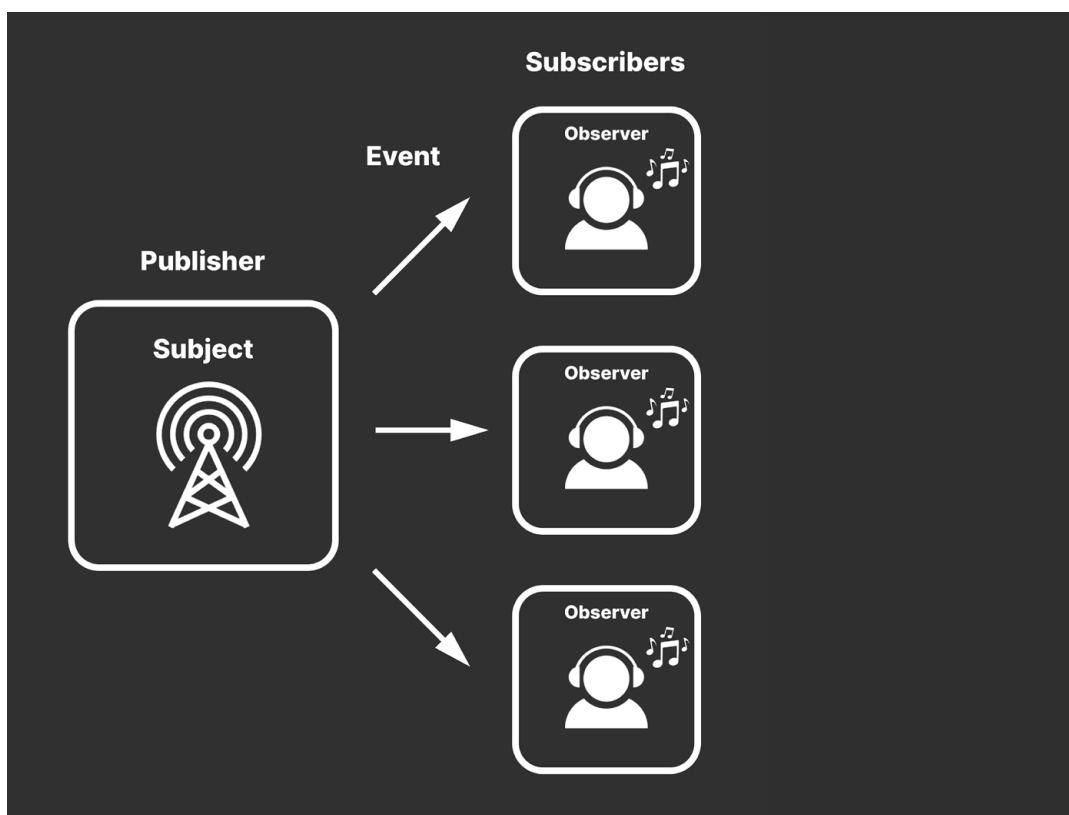 Subscribers
Observer
Event
Publisher
Subject
Observer
Observer